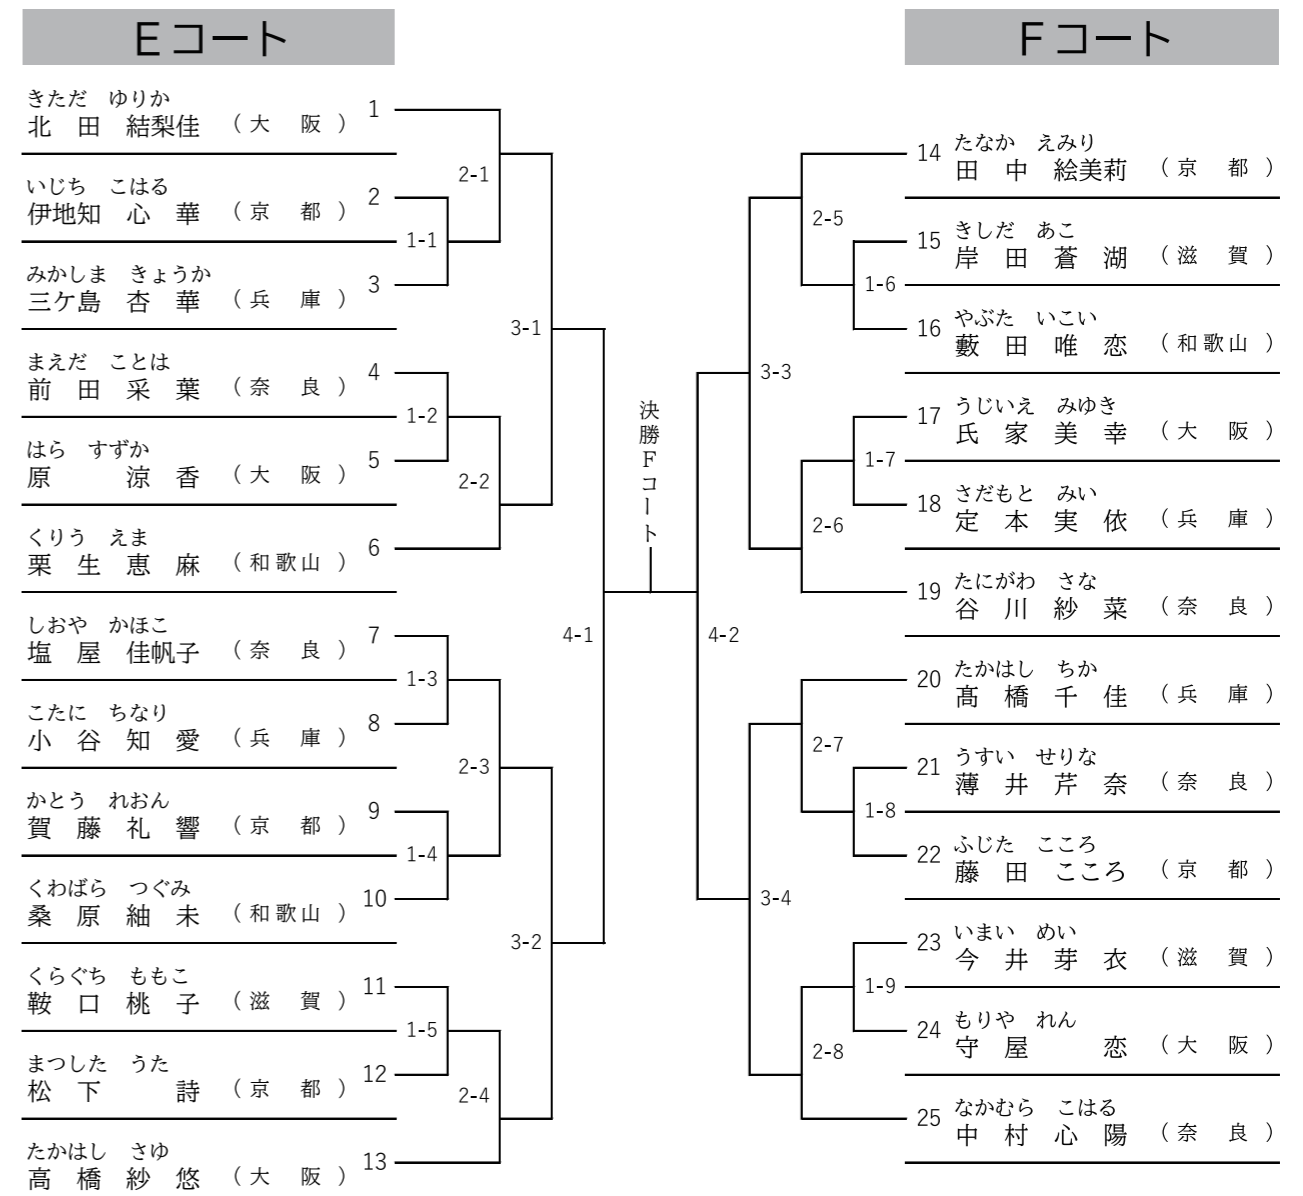 Eコート
きただ ゆりか
北田 結梨佳 （大阪） 1
いじち こはる
伊地知 心華 （京都） 2
みかしま きょうか
三ケ島 杏華 （兵庫） 3
まえだ ことは
前田 采葉 （奈良） 4
はら すずか
原 涼香 （大阪） 5
くりう えま
栗生 恵麻 （和歌山） 6
しおや かほこ
塩屋 佳帆子 （奈良） 7
こたに ちなり
小谷 知愛 （兵庫） 8
かとう れおん
賀藤 礼響 （京都） 9
くわばら つぐみ
桑原 紬未 （和歌山） 10
くらぐち ももこ
鞍口 桃子 （滋賀） 11
まつした うた
松下 詩 （京都） 12
たかはし さゆ
高橋 紗悠 （大阪） 13
1-1
1-2
1-3
1-4
1-5
2-1
2-2
2-3
2-4
3-1
3-2
4-1
決勝Fコート
4-2
3-3
3-4
2-5
2-6
2-7
2-8
1-6
1-7
1-8
1-9
Fコート
たなか えみり
14 田中 絵美莉 （京都）
きしだ あこ
15 岸田 蒼湖 （滋賀）
やぶた いこい
16 藪田 唯恋 （和歌山）
うじいえ みゆき
17 氏家 美幸 （大阪）
さだもと みい
18 定本 実依 （兵庫）
たにがわ さな
19 谷川 紗菜 （奈良）
たかはし ちか
20 髙橋 千佳 （兵庫）
うすい せりな
21 薄井 芹奈 （奈良）
ふじた こころ
22 藤田 こころ （京都）
いまい めい
23 今井 芽衣 （滋賀）
もりや れん
24 守屋 恋 （大阪）
なかむら こはる
25 中村 心陽 （奈良）